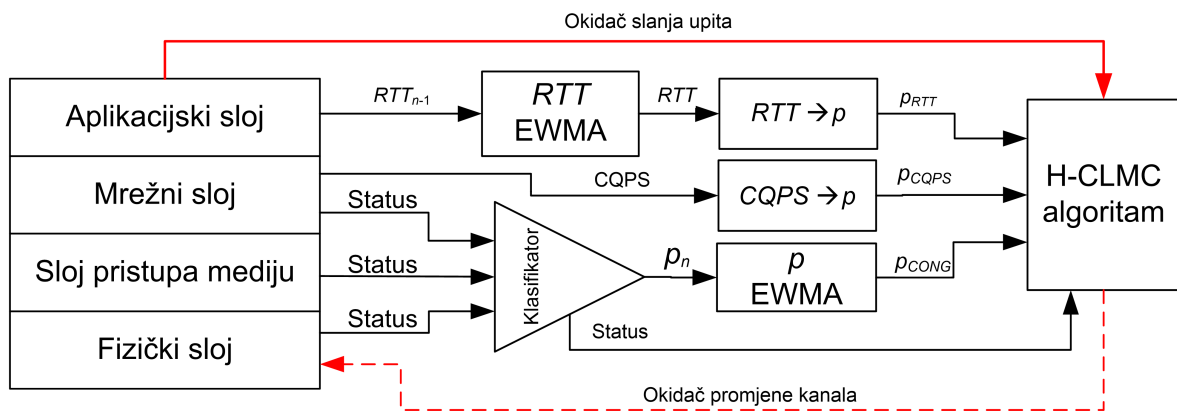 Okidač slanja upita
Aplikacijski sloj
RTTn-1
RTT
EWMA
RTT
RTT → p
pRTT
H-CLMC
algoritam
Mrežni sloj
CQPS
CQPS → p
pCQPS
Status
Sloj pristupa mediju
Status
Klasifikator
pn
p
EWMA
pCONG
Fizički sloj
Status
Status
Okidač promjene kanala